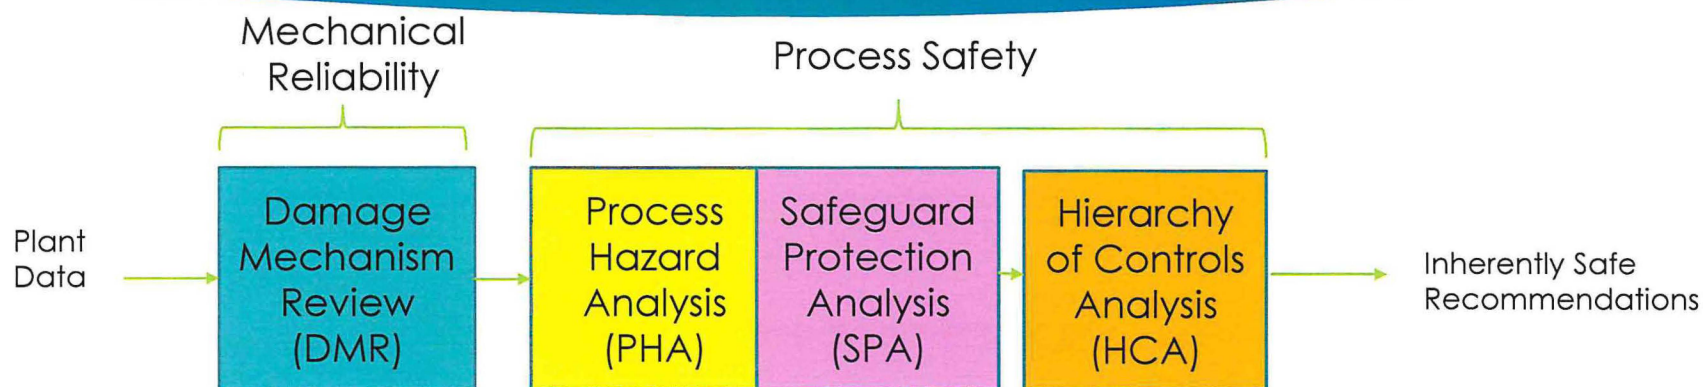 Mechanical
Reliability
Process Safety
Plant
Data
Damage
Mechanism
Review
(DMR)
Process
Hazard
Analysis
(PHA)
Safeguard
Protection
Analysis
(SPA)
Hierarchy
of Controls
Analysis
(HCA)
Inherently Safe
Recommendations